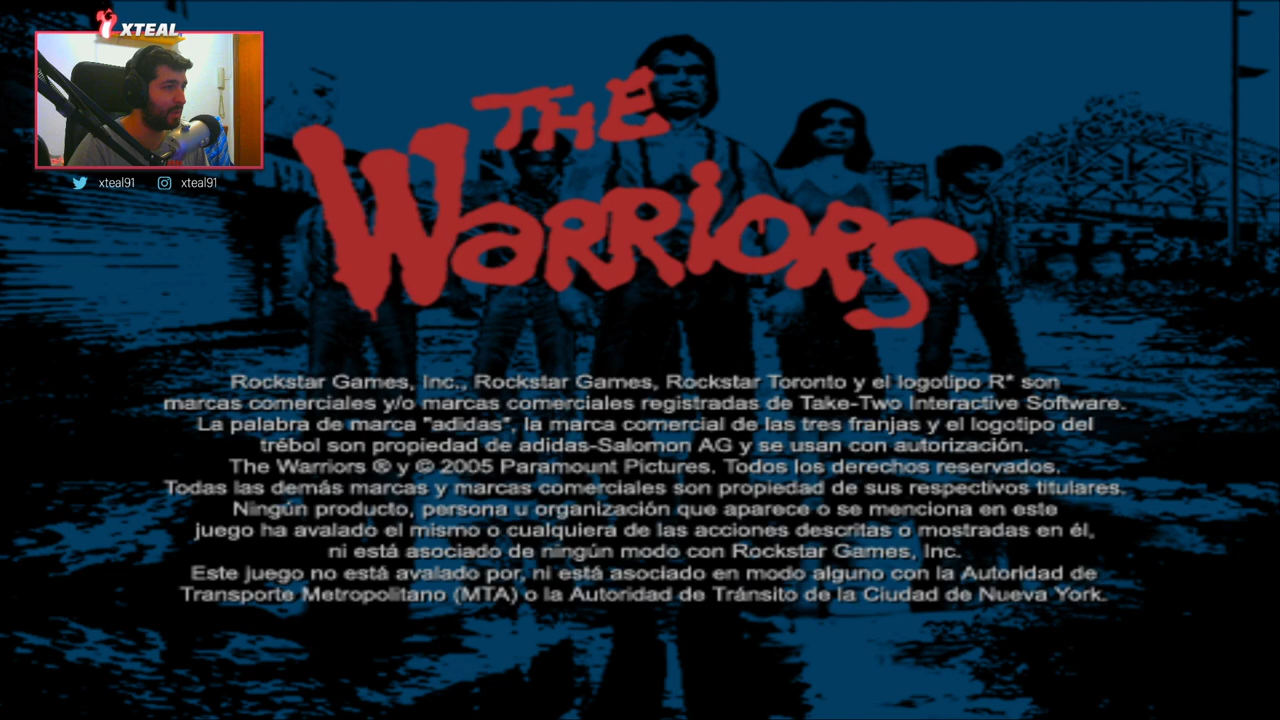 XTEAL
xteal91 xteal91
THE
WARRIORS
Rockstar Games, Inc., Rockstar Games, Rockstar Toronto y el logotipo R* son
marcas comerciales y/o marcas comerciales registradas de Take-Two Interactive Software.
La palabra de marca "adidas", la marca comercial de las tres franjas y el logotipo del
trébol son propiedad de adidas-Salomon AG y se usan con autorización.
The Warriors ® y © 2005 Paramount Pictures. Todos los derechos reservados.
Todas las demás marcas y marcas comerciales son propiedad de sus respectivos titulares.
Ningún producto, persona u organización que aparece o se menciona en este
juego ha avalado el mismo o cualquiera de las acciones descritas o mostradas en él,
ni está asociado de ningún modo con Rockstar Games, Inc.
Este juego no está avalado por, ni está asociado en modo alguno con la Autoridad de
Transporte Metropolitano (MTA) o la Autoridad de Tránsito de la Ciudad de Nueva York.